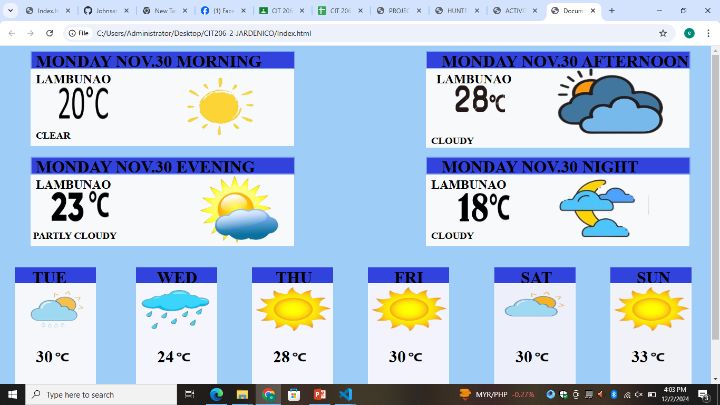 Index.h
Johnsar
New Ta
(1) Face
CIT 206
CIT 206
PROJEC
HUNTI
ACTIVI
Docum
File C:/Users/Administrator/Desktop/CIT206-2-JARDENICO/Index.html
MONDAY NOV.30 MORNING
LAMBUNAO
20°C
CLEAR
MONDAY NOV.30 AFTERNOON
LAMBUNAO
28°C
CLOUDY
MONDAY NOV.30 EVENING
LAMBUNAO
23°C
PARTLY CLOUDY
MONDAY NOV.30 NIGHT
LAMBUNAO
18°C
CLOUDY
TUE WED THU FRI SAT SUN
30 °C 24 °C 28 °C 30 °C 30 °C 33 °C
Type here to search
MYR/PHP -0.27%
4:03 PM
12/2/2024